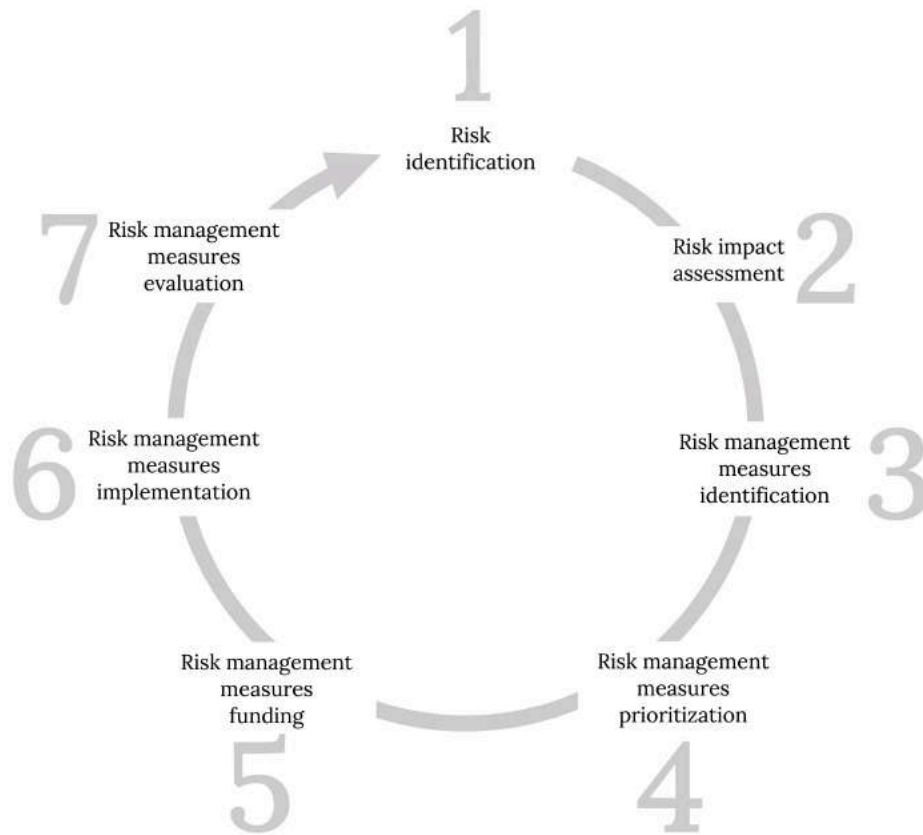 1
Risk
identification
2
Risk impact
assessment
3
Risk management
measures
identification
4
Risk management
measures
prioritization
5
Risk management
measures
funding
6
Risk management
measures
implementation
7
Risk management
measures
evaluation